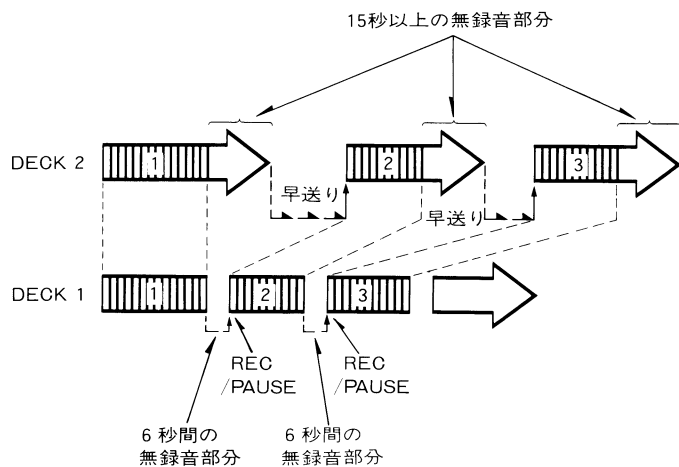 15秒以上の無録音部分
DECK 2
1
2
3
早送り
早送り
DECK 1
1
2
3
REC
/PAUSE
REC
/PAUSE
6秒間の
無録音部分
6秒間の
無録音部分